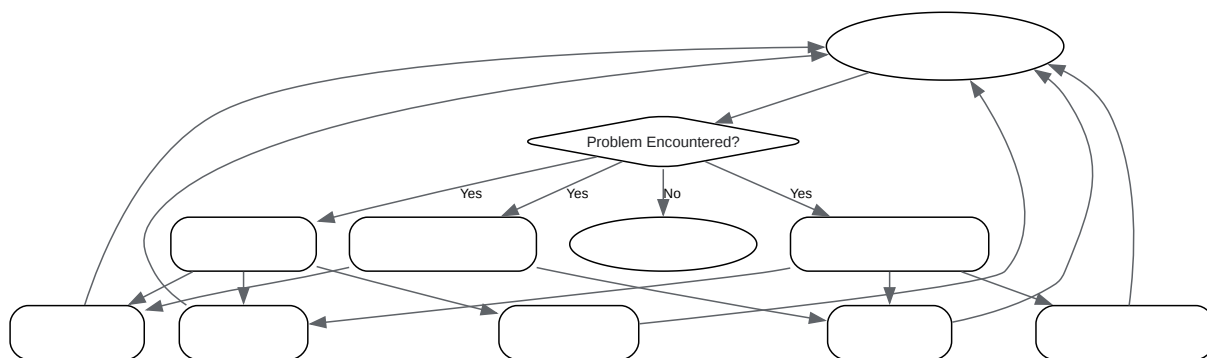 Problem Encountered?
Yes
Yes
No
Yes